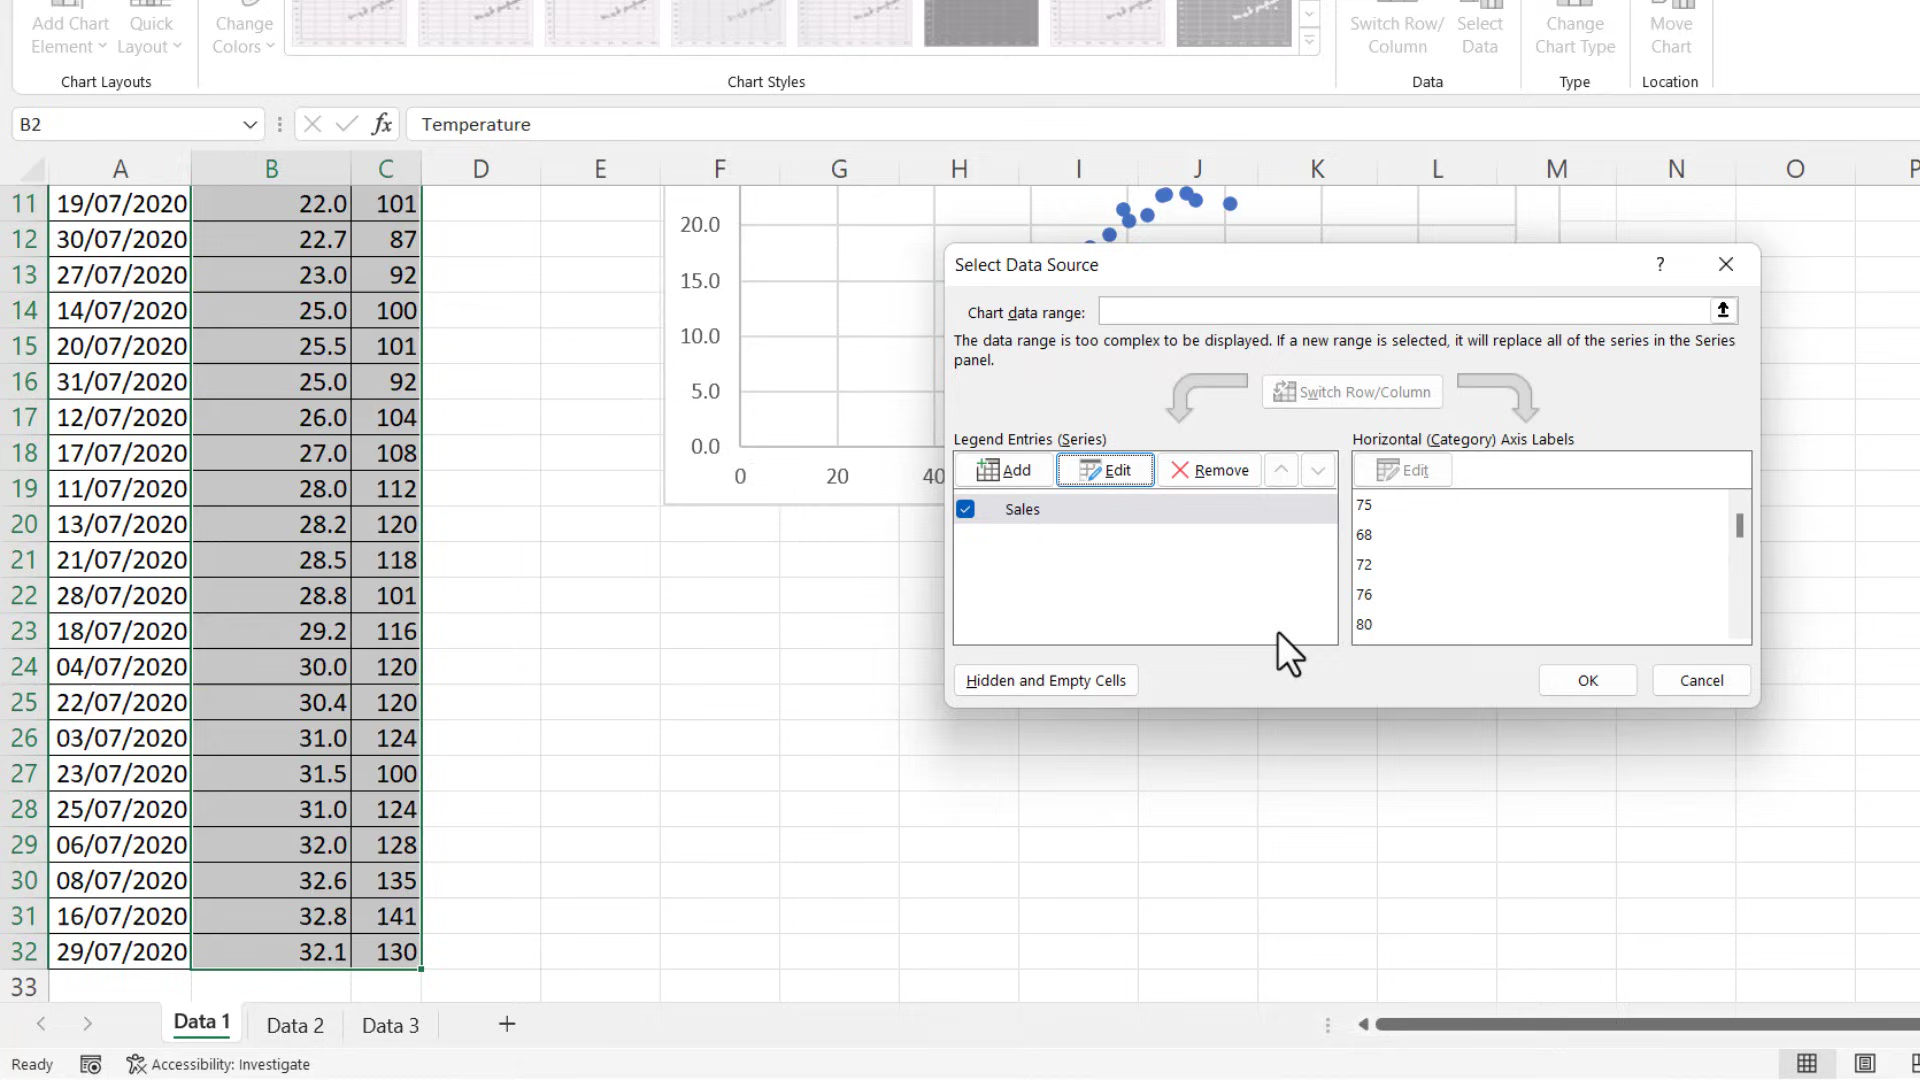 Add Chart Element
Quick Layout
Change Colors
Switch Row/ Column
Select Data
Change Chart Type
Move Chart
Chart Layouts
Chart Styles
Data
Type
Location
B2
fx
Temperature
A B C D E F G H I J K L M N O P
11 19/07/2020 22.0 101
12 30/07/2020 22.7 87
13 27/07/2020 23.0 92
14 14/07/2020 25.0 100
15 20/07/2020 25.5 101
16 31/07/2020 25.0 92
17 12/07/2020 26.0 104
18 17/07/2020 27.0 108
19 11/07/2020 28.0 112
20 13/07/2020 28.2 120
21 21/07/2020 28.5 118
22 28/07/2020 28.8 101
23 18/07/2020 29.2 116
24 04/07/2020 30.0 120
25 22/07/2020 30.4 120
26 03/07/2020 31.0 124
27 23/07/2020 31.5 100
28 25/07/2020 31.0 124
29 06/07/2020 32.0 128
30 08/07/2020 32.6 135
31 16/07/2020 32.8 141
32 29/07/2020 32.1 130
33
20.0
15.0
10.0
5.0
0.0
0 20 40
Select Data Source
?
Chart data range:
The data range is too complex to be displayed. If a new range is selected, it will replace all of the series in the Series
panel.
Switch Row/Column
Legend Entries (Series)
Horizontal (Category) Axis Labels
Add
Edit
Remove
Edit
Sales
75
68
72
76
80
Hidden and Empty Cells
OK
Cancel
Data 1
Data 2
Data 3
Ready
Accessibility: Investigate